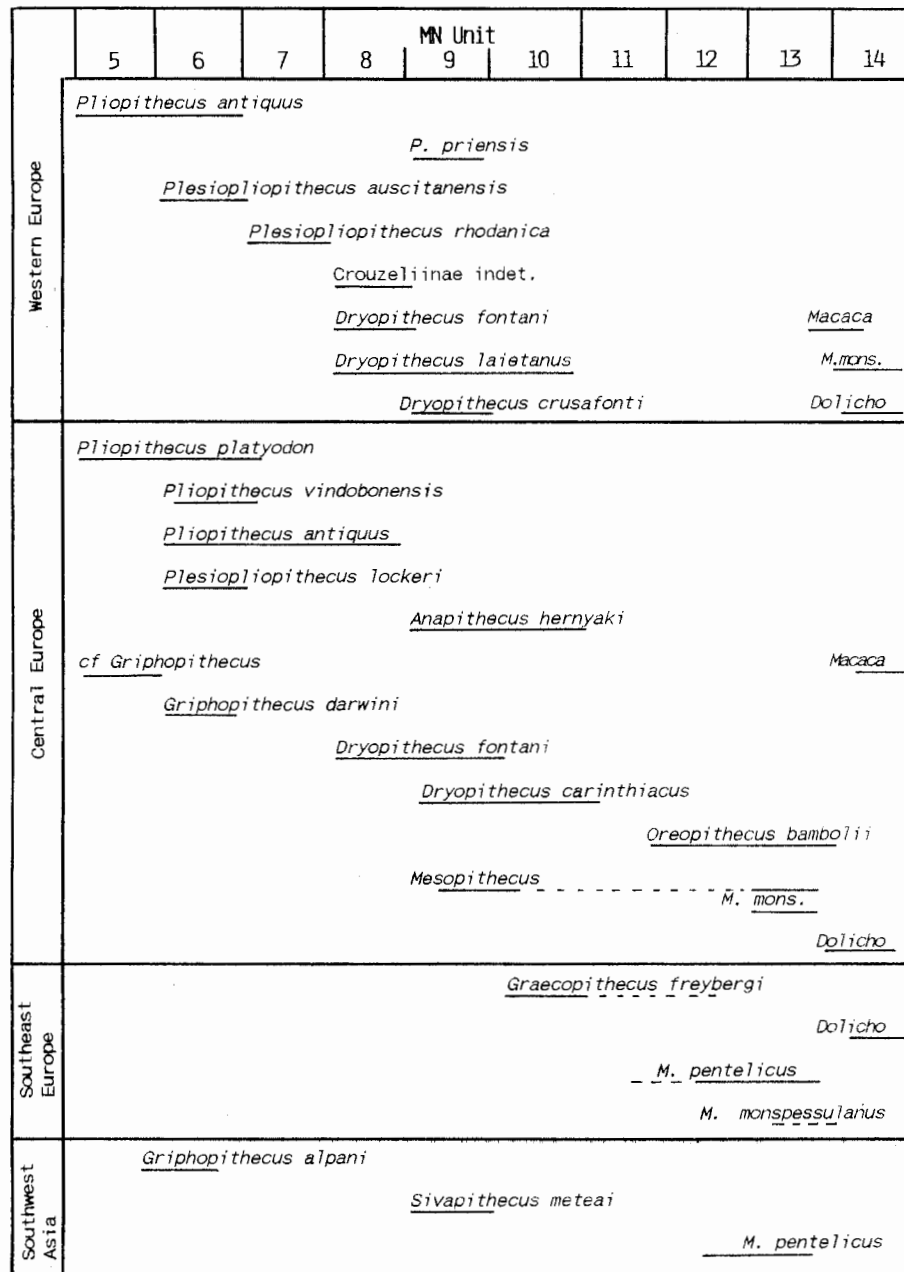 MN Unit
5 6 7 8 9 10 11 12 13 14
Western Europe
Pliopithecus antiquus
P. priensis
Plesiopliopithecus auscitanensis
Plesiopliopithecus rhodanica
Crouzeliinae indet.
Dryopithecus fontani Macaca
Dryopithecus laietanus M.mons.
Dryopithecus crusafonti Dolicho
Central Europe
Pliopithecus platyodon
Pliopithecus vindobonensis
Pliopithecus antiquus
Plesiopliopithecus lockeri
Anapithecus hernyaki
cf Griphopithecus Macaca
Griphopithecus darwini
Dryopithecus fontani
Dryopithecus carinthiacus
Oreopithecus bambolii
Mesopithecus
M. mons.
Dolicho
Southeast Europe
Graecopithecus freybergi
Dolicho
M. pentelicus
M. monspessulanus
Southwest Asia
Griphopithecus alpani
Sivapithecus meteai
M. pentelicus